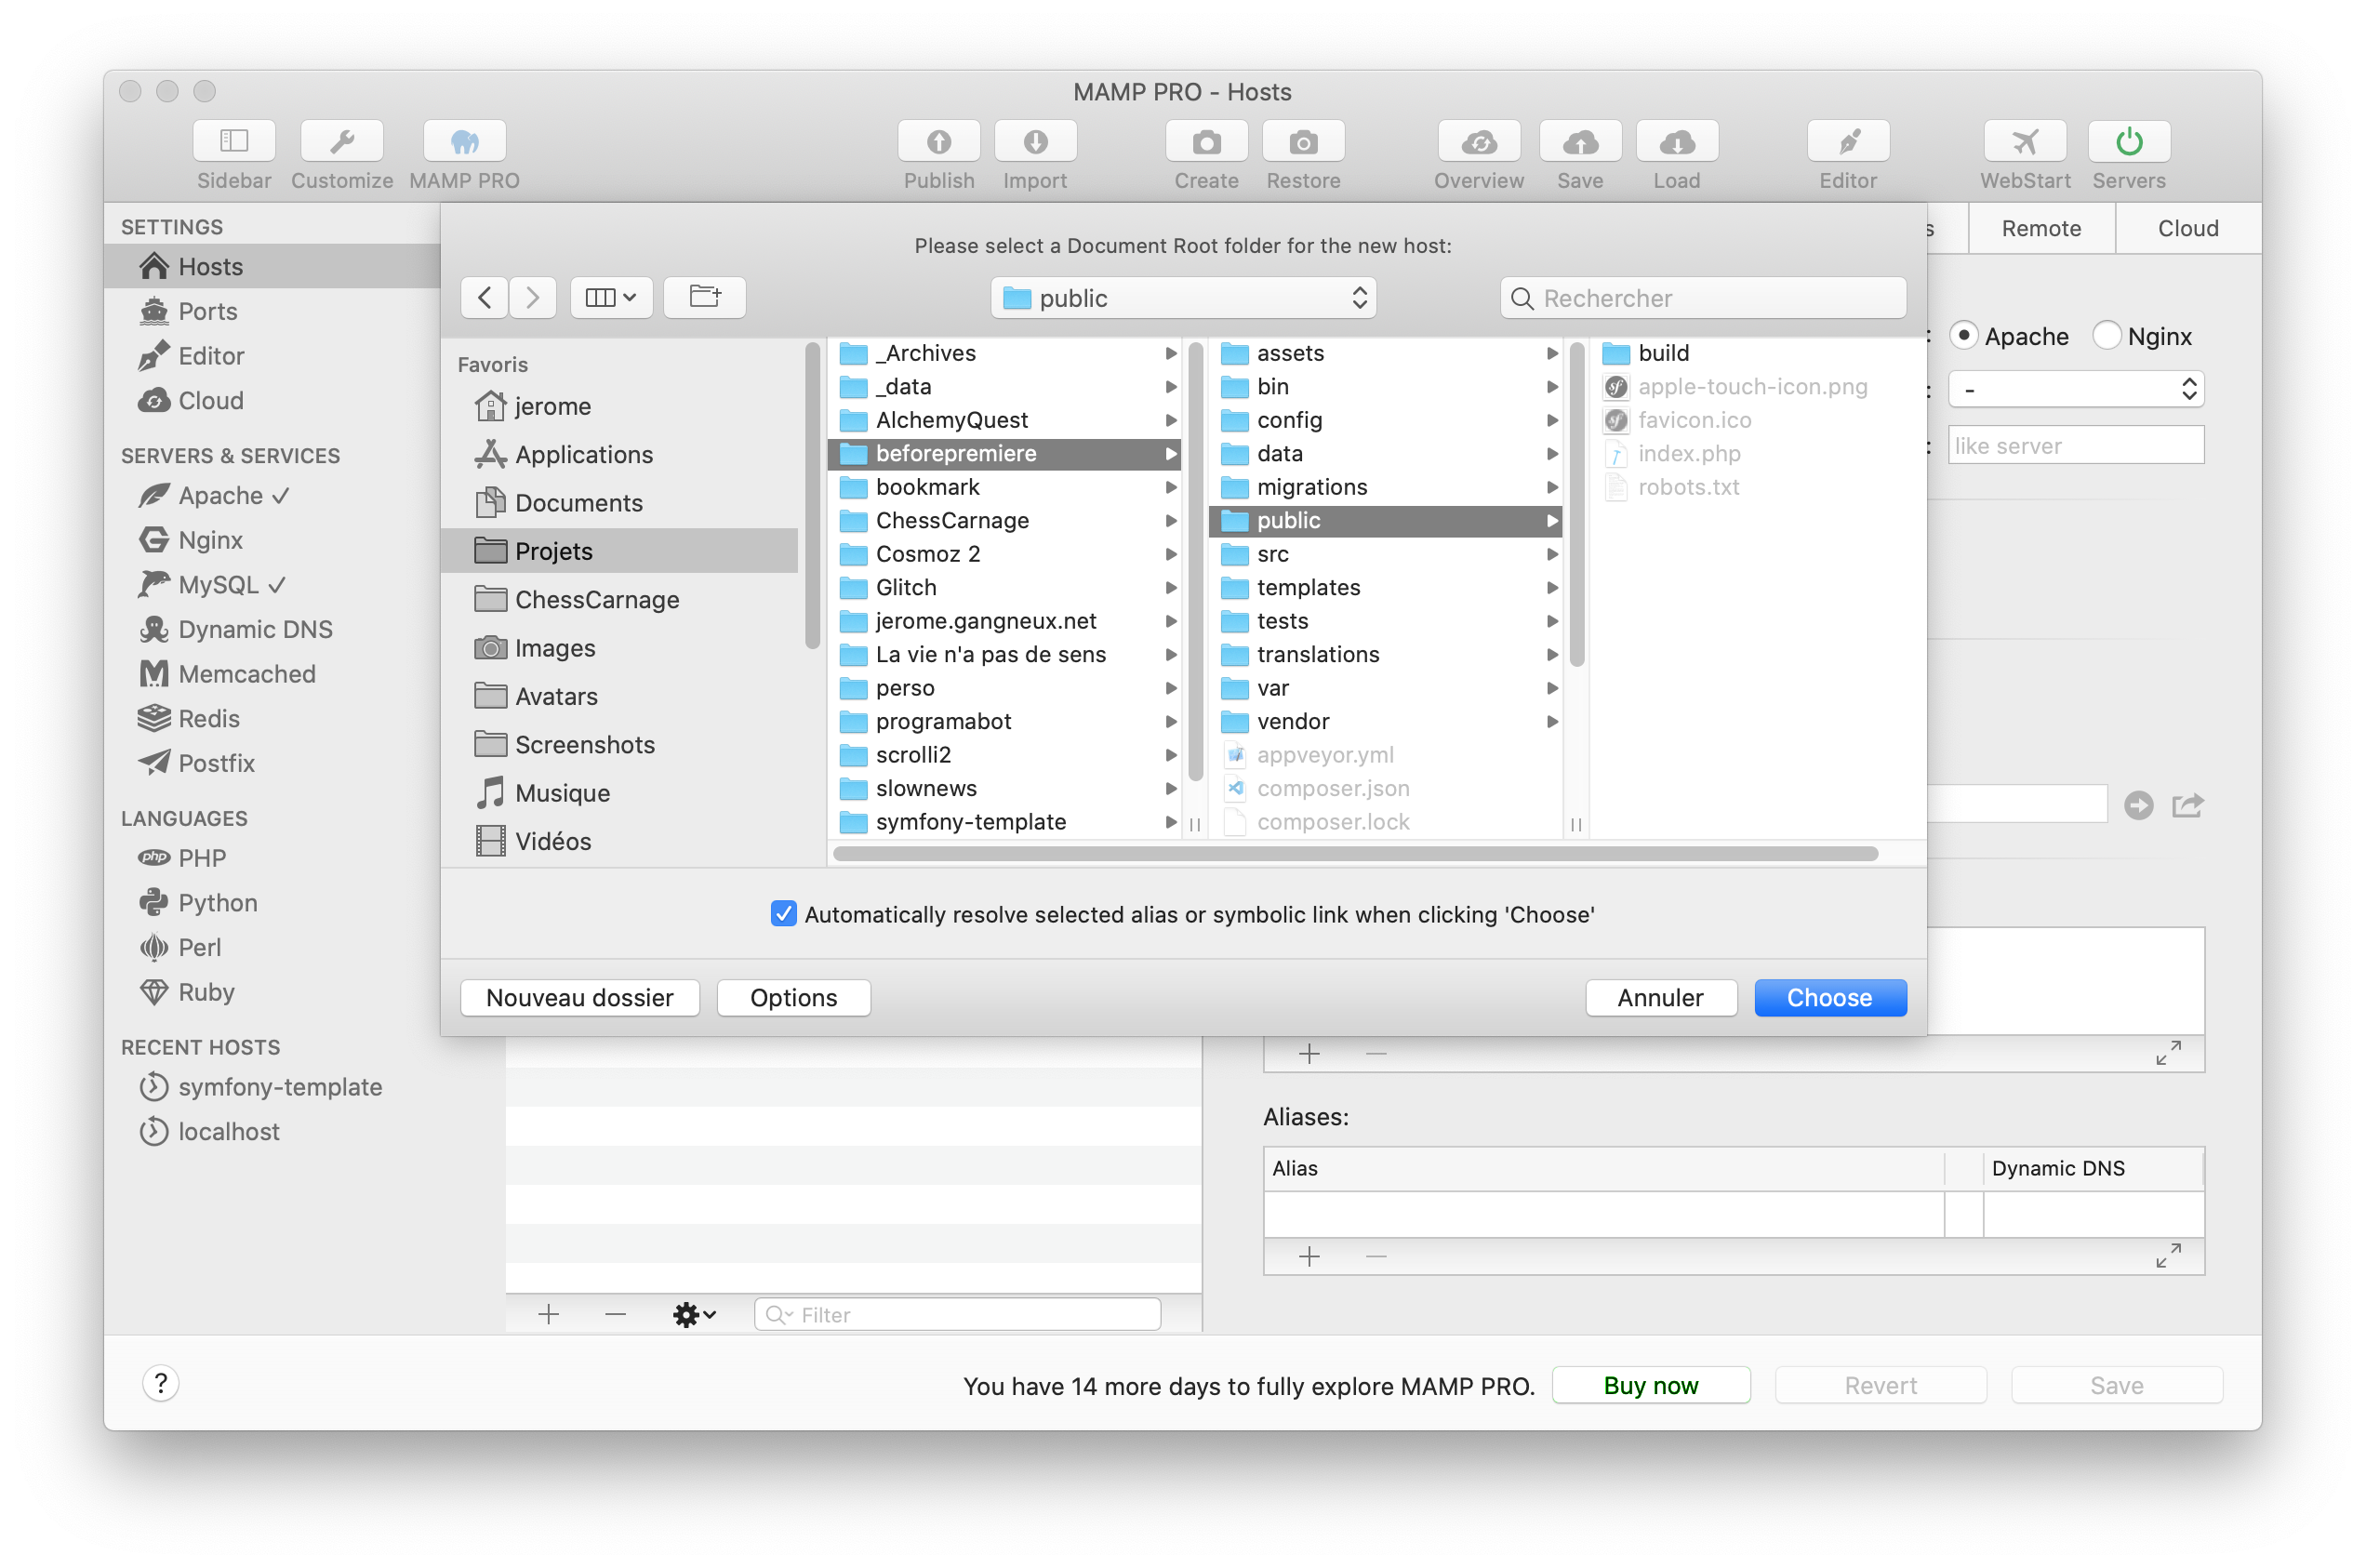 MAMP PRO - Hosts
Sidebar
Customize
MAMP PRO
Publish
Import
Create
Restore
Overview
Save
Load
Editor
WebStart
Servers
SETTINGS
Hosts
Ports
Editor
Cloud
SERVERS & SERVICES
Apache ✓
Nginx
MySQL ✓
Dynamic DNS
Memcached
Redis
Postfix
LANGUAGES
php PHP
Python
Perl
Ruby
RECENT HOSTS
symfony-template
localhost
Please select a Document Root folder for the new host:
public
Rechercher
Favoris
jerome
Applications
Documents
Projets
ChessCarnage
Images
Avatars
Screenshots
Musique
Vidéos
_Archives
_data
AlchemyQuest
beforepremiere
bookmark
ChessCarnage
Cosmoz 2
Glitch
jerome.gangneux.net
La vie n'a pas de sens
perso
programabot
scrolli2
slownews
symfony-template
assets
bin
config
data
migrations
public
src
templates
tests
translations
var
vendor
appveyor.yml
composer.json
composer.lock
build
apple-touch-icon.png
favicon.ico
index.php
robots.txt
Automatically resolve selected alias or symbolic link when clicking 'Choose'
Nouveau dossier
Options
Annuler
Choose
s
Remote
Cloud
: Apache Nginx
: -
: like server
Aliases:
Alias
Dynamic DNS
Filter
?
You have 14 more days to fully explore MAMP PRO.
Buy now
Revert
Save